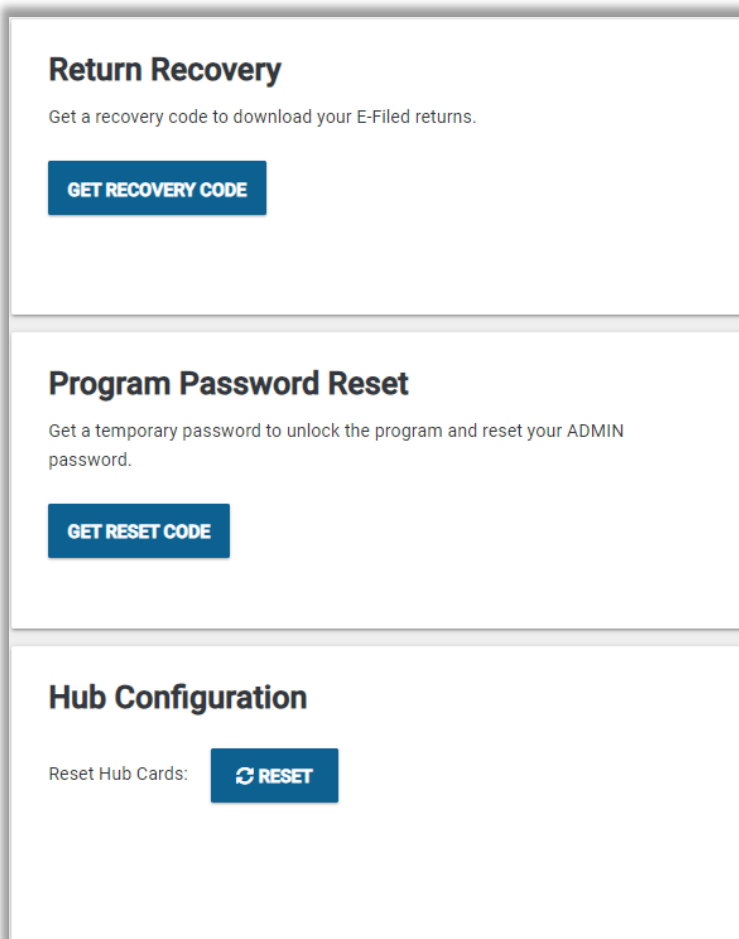 Return Recovery
Get a recovery code to download your E-Filed returns.
GET RECOVERY CODE
Program Password Reset
Get a temporary password to unlock the program and reset your ADMIN
password.
GET RESET CODE
Hub Configuration
Reset Hub Cards:
RESET